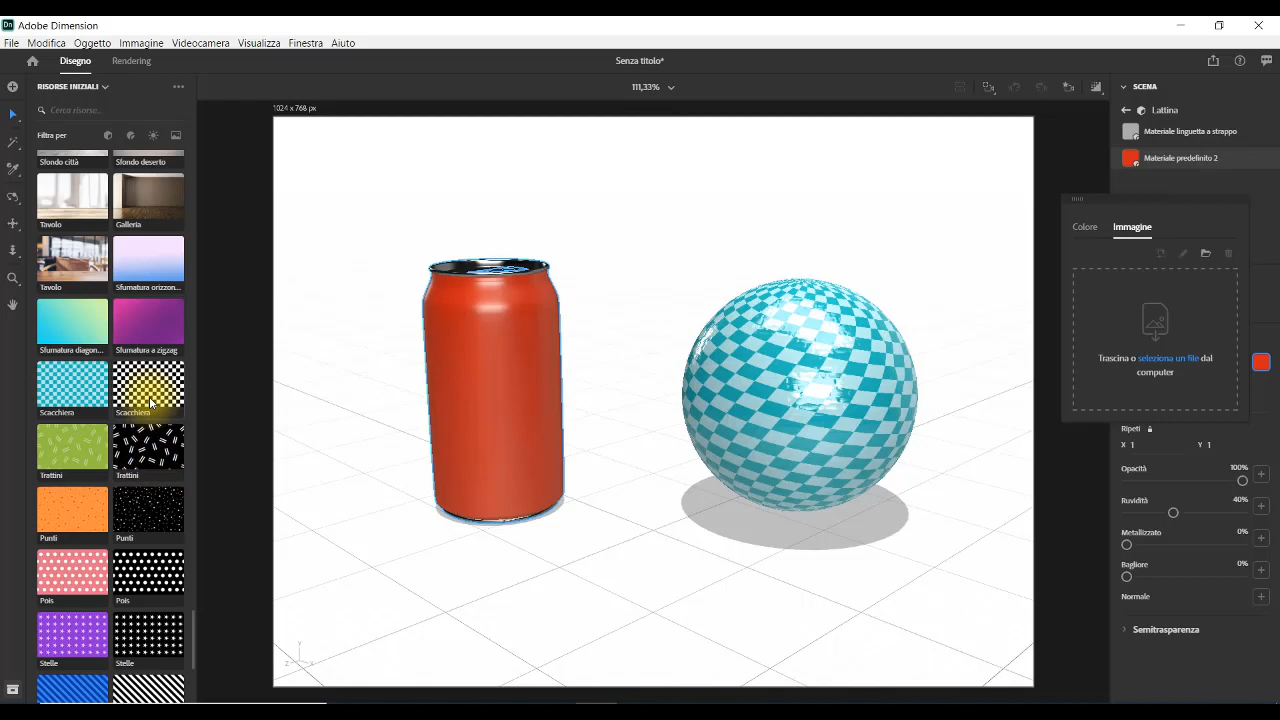 Dn Adobe Dimension
File Modifica Oggetto Immagine Videocamera Visualizza Finestra Aiuto
Disegno Rendering Senza titolo*
RISORSE INIZIALI
Cerca risorse...
Filtra per
111,33%
1024 x 768 px
Sfondo città Sfondo deserto
Tavolo Galleria
Tavolo Sfumatura orizzon...
Sfumatura diagon... Sfumatura a zigzag
Scacchiera Scacchiera
Trattini Trattini
Punti Punti
Pois Pois
Stelle Stelle
Y
Z X
SCENA
Lattina
Materiale linguetta a strappo
Materiale predefinito 2
Colore Immagine
Trascina o seleziona un file dal
computer
Ripeti
X 1 Y 1
Opacità 100%
Ruvidità 40%
Metallizzato 0%
Bagliore 0%
Normale
Semitrasparenza